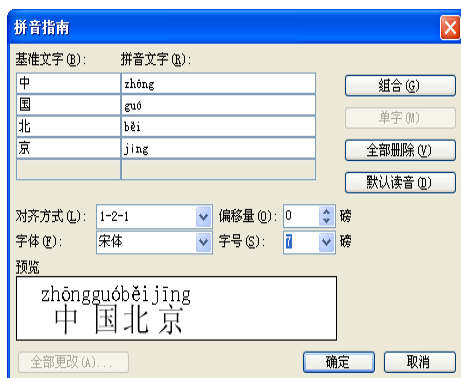 拼音指南
基准文字(B): 拼音文字(R):
中 zhōng
国 guó
北 běi
京 jīng
组合(G)
单字(M)
全部删除(V)
默认读音(D)
对齐方式(L): 1-2-1 偏移量(O): 0 磅
字体(F): 宋体 字号(S): 7 磅
预览
zhōngguóběijīng
中国北京
全部更改(A)... 确定 取消